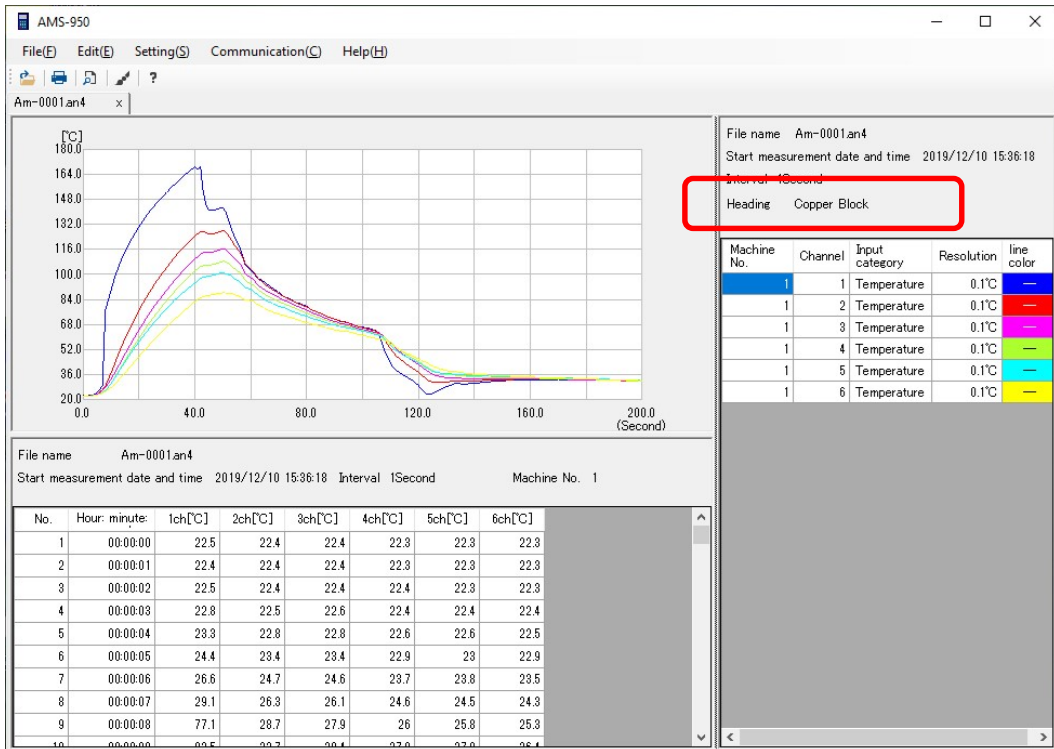 AMS-950
File(F) Edit(E) Setting(S) Communication(C) Help(H)
?
Am-0001.an4 x
[℃]
180.0
164.0
148.0
132.0
116.0
100.0
84.0
68.0
52.0
36.0
20.0
0.0 40.0 80.0 120.0 160.0 200.0
(Second)
File name Am-0001.an4
Start measurement date and time 2019/12/10 15:36:18
Interval 1Second
Heading Copper Block
Machine No. Channel Input category Resolution line color
1 1 Temperature 0.1℃ —
1 2 Temperature 0.1℃ —
1 3 Temperature 0.1℃ —
1 4 Temperature 0.1℃ —
1 5 Temperature 0.1℃ —
1 6 Temperature 0.1℃ —
File name Am-0001.an4
Start measurement date and time 2019/12/10 15:36:18 Interval 1Second Machine No. 1
No. Hour: minute: 1ch[℃] 2ch[℃] 3ch[℃] 4ch[℃] 5ch[℃] 6ch[℃]
1 00:00:00 22.5 22.4 22.4 22.3 22.3 22.3
2 00:00:01 22.4 22.4 22.4 22.3 22.3 22.3
3 00:00:02 22.5 22.4 22.4 22.4 22.3 22.3
4 00:00:03 22.8 22.5 22.6 22.4 22.4 22.4
5 00:00:04 23.3 22.8 22.8 22.6 22.6 22.5
6 00:00:05 24.4 23.4 23.4 22.9 23 22.9
7 00:00:06 26.6 24.7 24.6 23.7 23.8 23.5
8 00:00:07 29.1 26.3 26.1 24.6 24.5 24.3
9 00:00:08 77.1 28.7 27.9 26 25.8 25.3